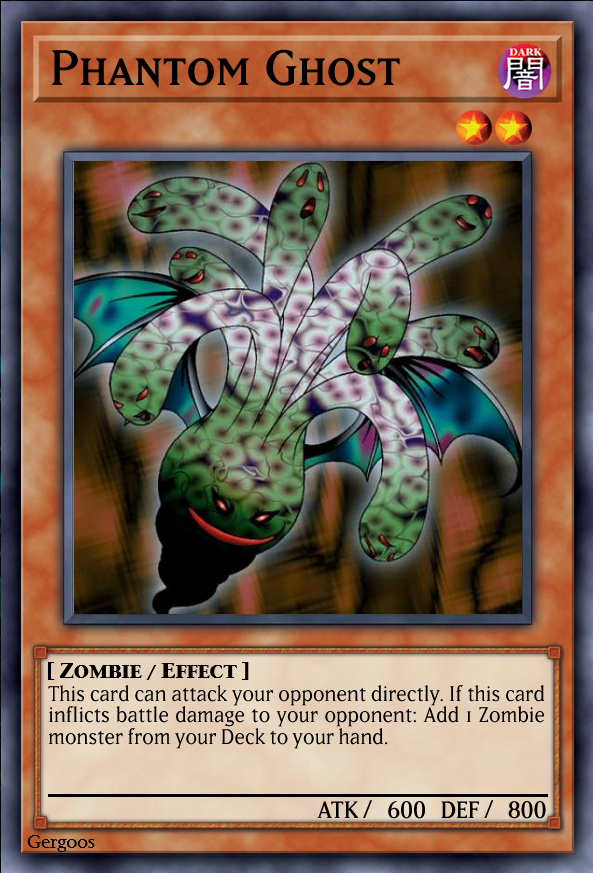 Phantom Ghost
DARK
闇
[ Zombie / Effect ]
This card can attack your opponent directly. If this card
inflicts battle damage to your opponent: Add 1 Zombie
monster from your Deck to your hand.
ATK / 600 DEF / 800
Gergoos